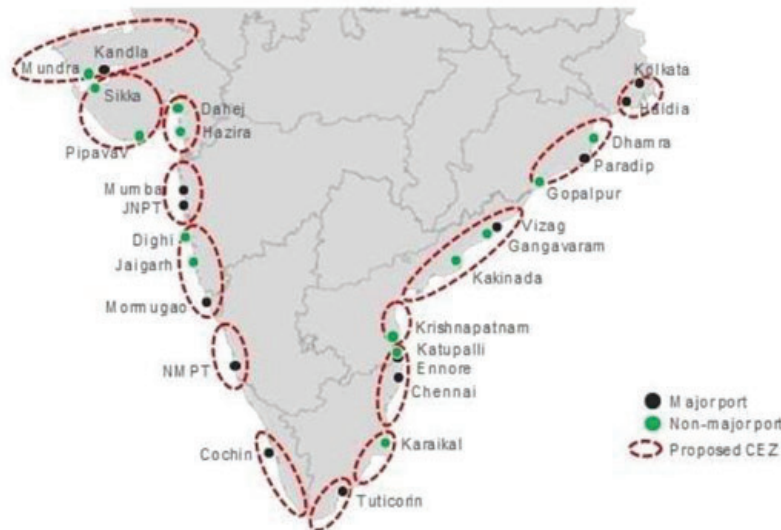 Kandla
Mundra
Sikka
Dahej
Hazira
Pipavav
Mumba
JNPT
Dighi
Jaigarh
Mormugao
NMPT
Cochin
Tuticorin
Karaikal
Chennai
Ennore
Katupalli
Krishnapatnam
Kakinada
Gangavaram
Vizag
Gopalpur
Paradip
Dhamra
Haldia
Kolkata
Major port
Non-major port
Proposed CEZ